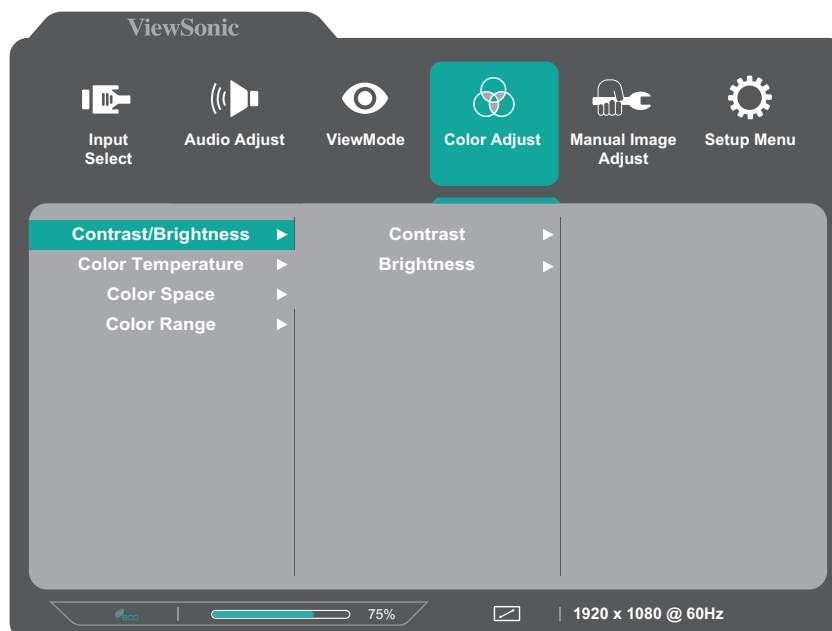 ViewSonic
Input
Select
Audio Adjust
ViewMode
Color Adjust
Manual Image
Adjust
Setup Menu
Contrast/Brightness
Color Temperature
Color Space
Color Range
Contrast
Brightness
eco
75%
1920 x 1080 @ 60Hz